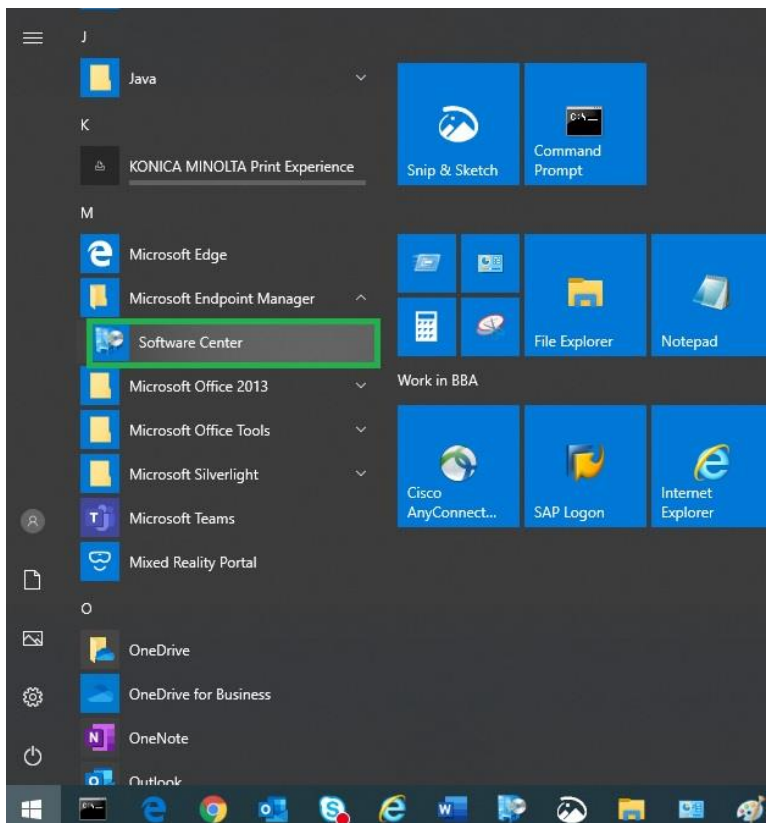 J
Java
K
KONICA MINOLTA Print Experience
M
Microsoft Edge
Microsoft Endpoint Manager
Software Center
Microsoft Office 2013
Microsoft Office Tools
Microsoft Silverlight
Microsoft Teams
Mixed Reality Portal
O
OneDrive
OneDrive for Business
OneNote
Outlook
Snip & Sketch
Command
Prompt
File Explorer
Notepad
Work in BBA
Cisco
AnyConnect...
SAP Logon
Internet
Explorer